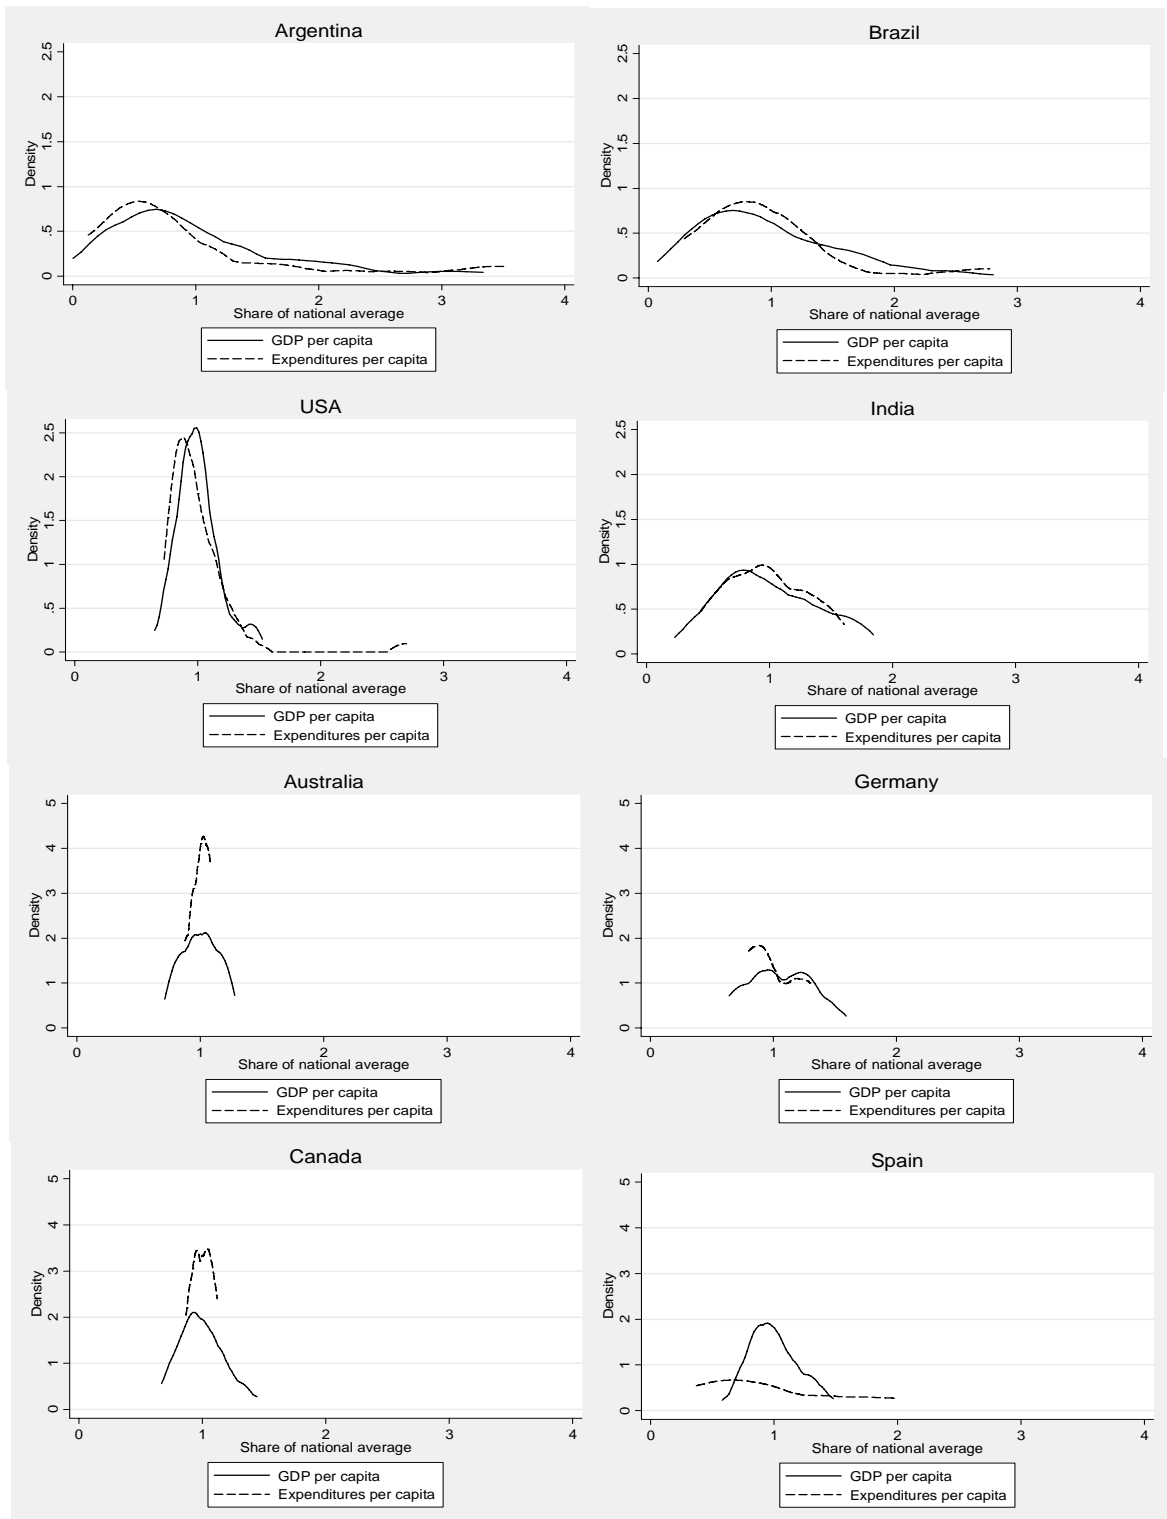 Argentina
2.5
2
1.5
1
.5
0
Density
0 1 2 3 4
Share of national average
GDP per capita
Expenditures per capita
Brazil
2.5
2
1.5
1
.5
0
Density
0 1 2 3 4
Share of national average
GDP per capita
Expenditures per capita
USA
2.5
2
1.5
1
.5
0
Density
0 1 2 3 4
Share of national average
GDP per capita
Expenditures per capita
India
2.5
2
1.5
1
.5
0
Density
0 1 2 3 4
Share of national average
GDP per capita
Expenditures per capita
Australia
5
4
3
2
1
0
Density
0 1 2 3 4
Share of national average
GDP per capita
Expenditures per capita
Germany
5
4
3
2
1
0
Density
0 1 2 3 4
Share of national average
GDP per capita
Expenditures per capita
Canada
5
4
3
2
1
0
Density
0 1 2 3 4
Share of national average
GDP per capita
Expenditures per capita
Spain
5
4
3
2
1
0
Density
0 1 2 3 4
Share of national average
GDP per capita
Expenditures per capita